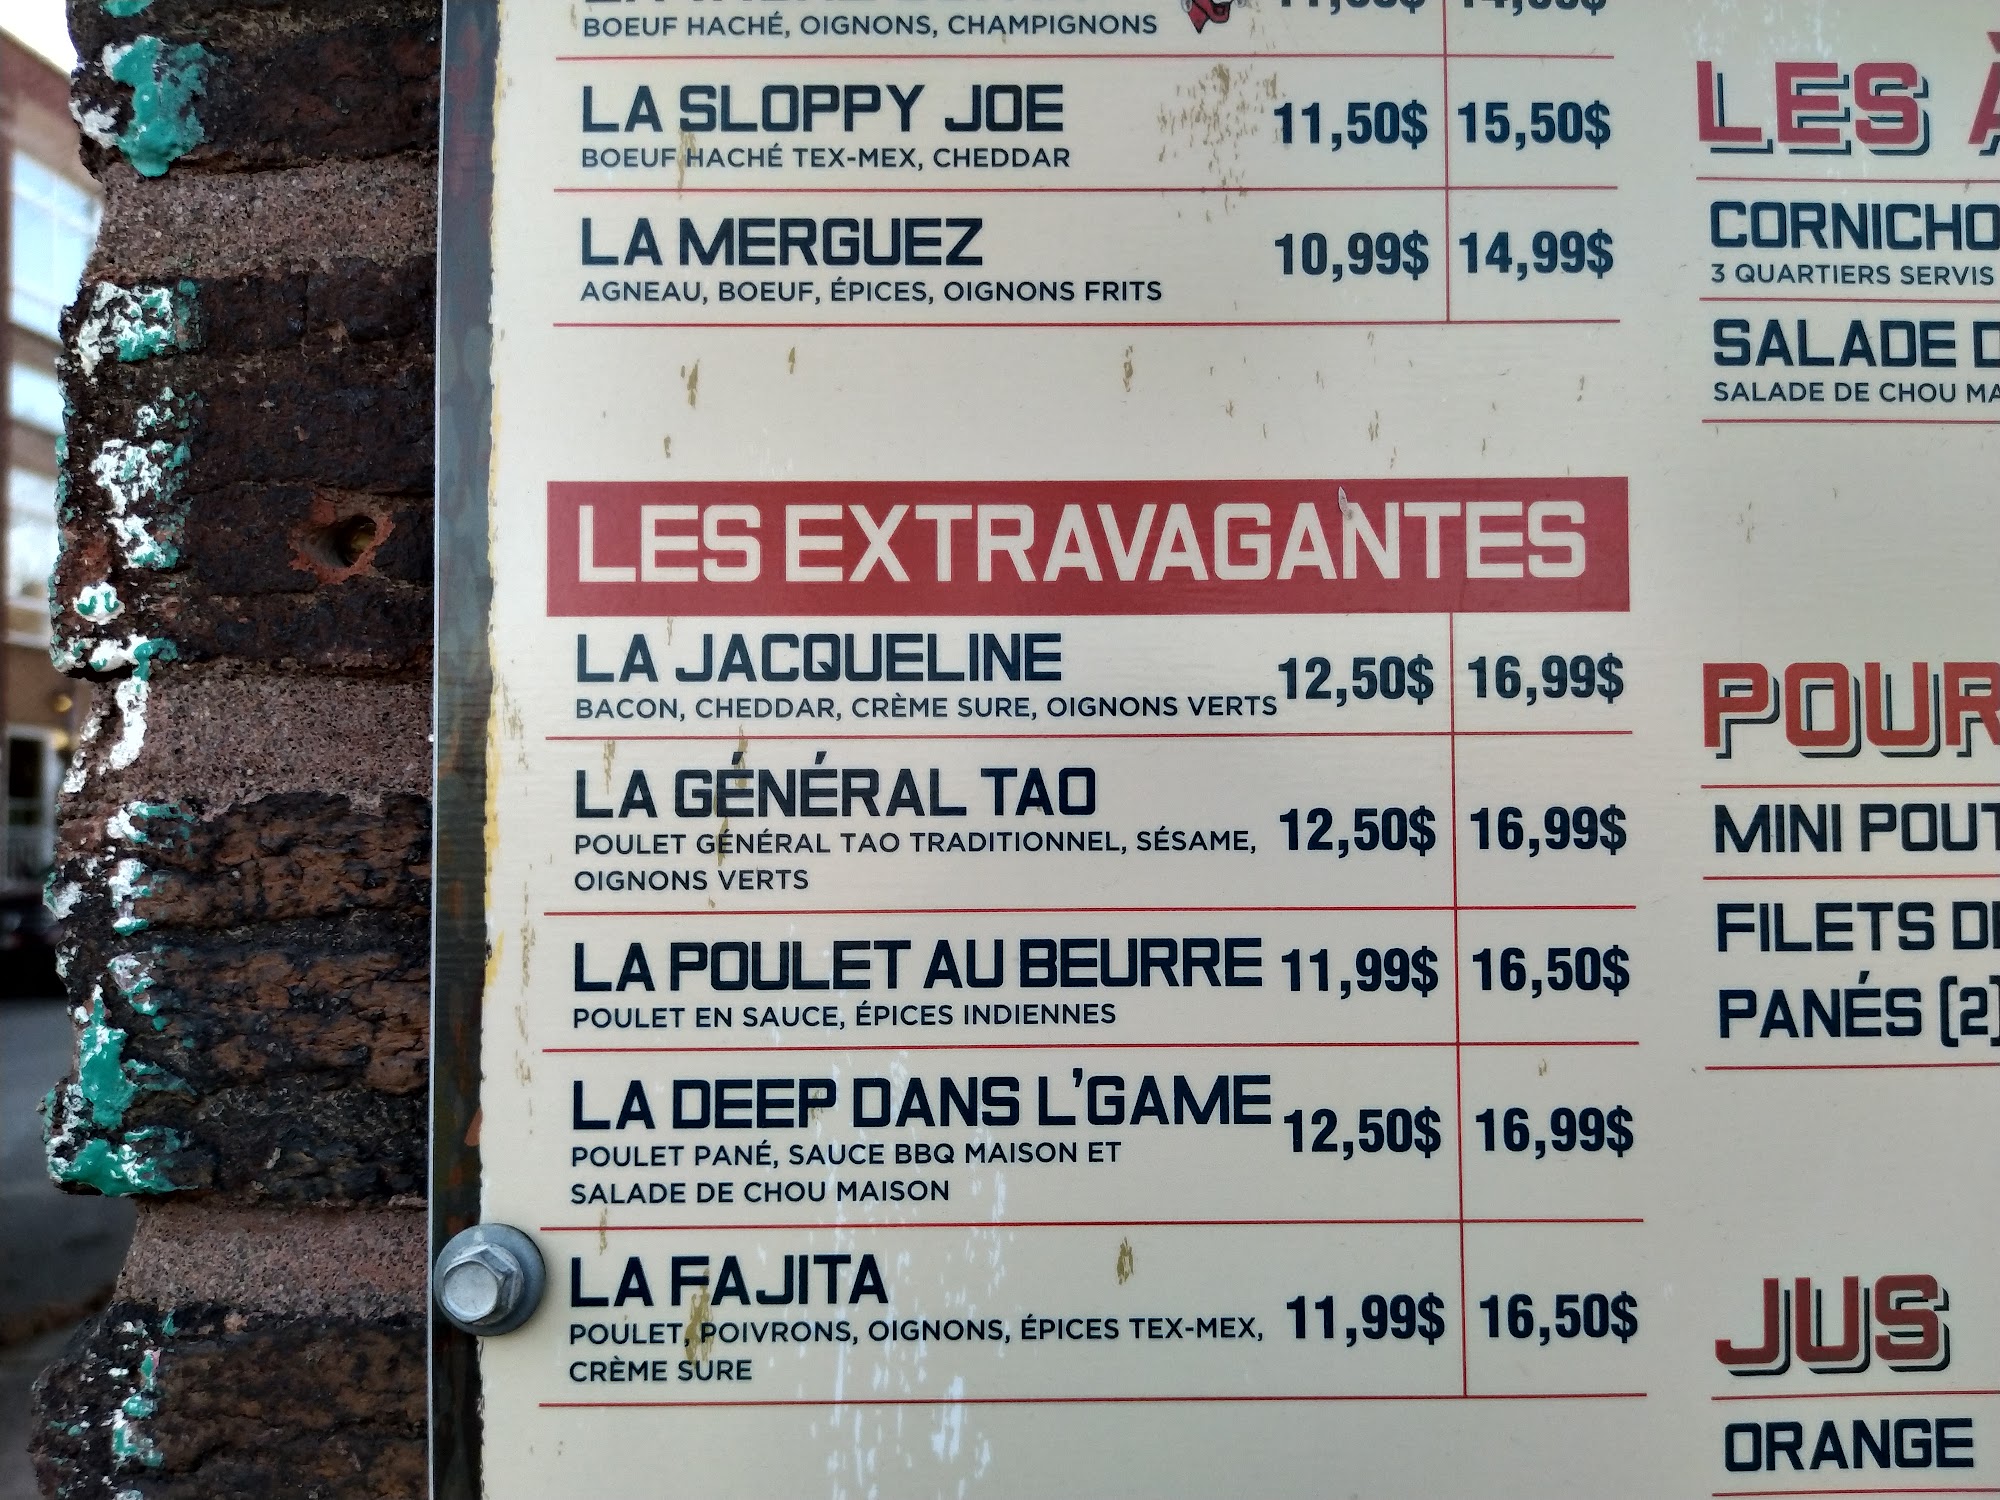 BOEUF HACHÉ, OIGNONS, CHAMPIGNONS
LA SLOPPY JOE 11,50$ 15,50$
BOEUF HACHÉ TEX-MEX, CHEDDAR
LA MERGUEZ 10,99$ 14,99$
AGNEAU, BOEUF, ÉPICES, OIGNONS FRITS
LES EXTRAVAGANTES
LA JACQUELINE 12,50$ 16,99$
BACON, CHEDDAR, CRÈME SURE, OIGNONS VERTS
LA GÉNÉRAL TAO 12,50$ 16,99$
POULET GÉNÉRAL TAO TRADITIONNEL, SÉSAME,
OIGNONS VERTS
LA POULET AU BEURRE 11,99$ 16,50$
POULET EN SAUCE, ÉPICES INDIENNES
LA DEEP DANS L'GAME 12,50$ 16,99$
POULET PANÉ, SAUCE BBQ MAISON ET
SALADE DE CHOU MAISON
LA FAJITA 11,99$ 16,50$
POULET, POIVRONS, OIGNONS, ÉPICES TEX-MEX,
CRÈME SURE
LES À
CORNICHO
3 QUARTIERS SERVIS
SALADE D
SALADE DE CHOU MA
POUR
MINI POUT
FILETS DE
PANÉS (2)
JUS
ORANGE